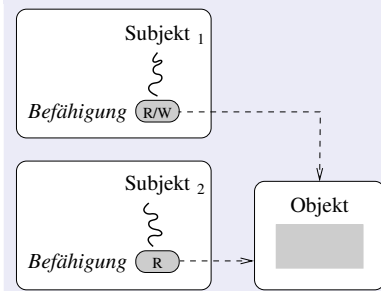 Subjekt 1
Befähigung R/W
Subjekt 2
Objekt
Befähigung R